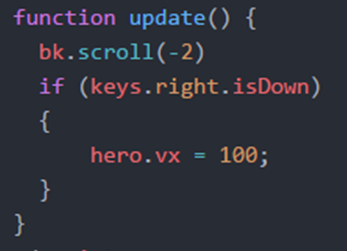 function update() {
bk.scroll(-2)
if (keys.right.isDown)
{
hero.vx = 100;
}
}